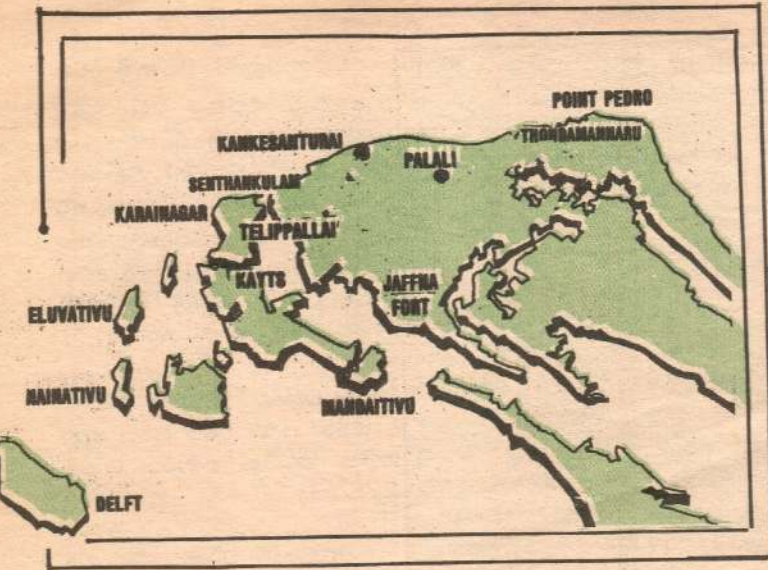 POINT PEDRO
THONDAMANNARU
KANKESANTURAI
PALALI
SENTHANKULAM
KARAINAGAR
TELIPPALLAI
KAYTS
JAFFNA
FORT
ELUVATIVU
NAINATIVU
MANDAITIVU
DELFT